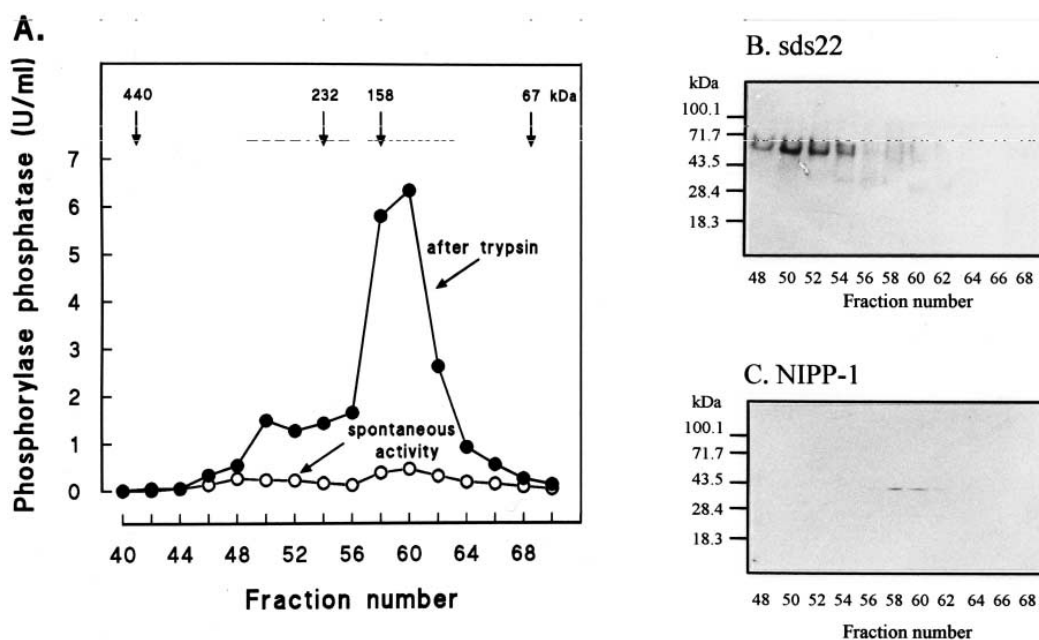 A.
Phosphorylase phosphatase (U/ml)
440 232 158 67 kDa
7
6
5
4
3
2
1
0
after trypsin
spontaneous
activity
40 44 48 52 56 60 64 68
Fraction number
B. sds22
kDa
100.1
71.7
43.5
28.4
18.3
48 50 52 54 56 58 60 62 64 66 68
Fraction number
C. NIPP-1
kDa
100.1
71.7
43.5
28.4
18.3
48 50 52 54 56 58 60 62 64 66 68
Fraction number